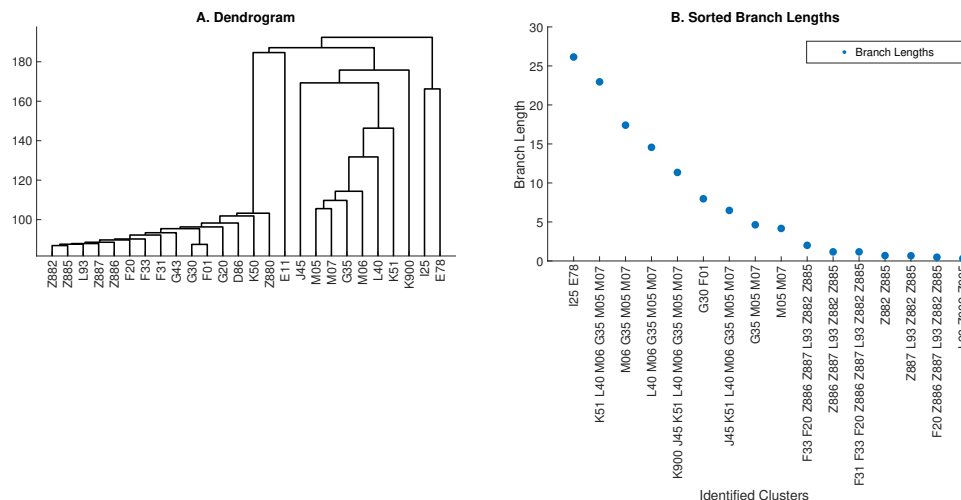 A. Dendrogram
180
160
140
120
100
Z882
Z885
L93
Z887
Z886
F20
F33
F31
G43
G30
F01
G20
D86
K50
Z880
E11
J45
M05
M07
G35
M06
L40
K51
K900
I25
E78
B. Sorted Branch Lengths
Branch Lengths
30
25
20
15
10
5
0
Branch Length
I25 E78
K51 L40 M06 G35 M05 M07
M06 G35 M05 M07
L40 M06 G35 M05 M07
K900 J45 K51 L40 M06 G35 M05 M07
G30 F01
J45 K51 L40 M06 G35 M05 M07
G35 M05 M07
M05 M07
F33 F20 Z886 Z887 L93 Z882 Z885
Z886 Z887 L93 Z882 Z885
F31 F33 F20 Z886 Z887 L93 Z882 Z885
Z882 Z885
Z887 L93 Z882 Z885
F20 Z886 Z887 L93 Z882 Z885
Identified Clusters